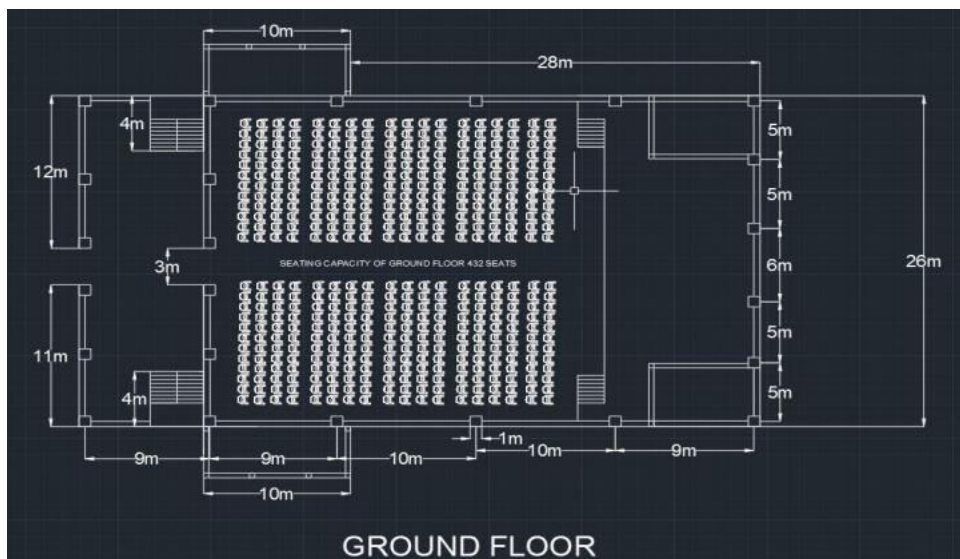 10m
28m
4m
5m
12m
5m
3m
SEATING CAPACITY OF GROUND FLOOR 432 SEATS
6m
26m
11m
5m
4m
5m
1m
9m
9m
10m
10m
9m
10m
GROUND FLOOR